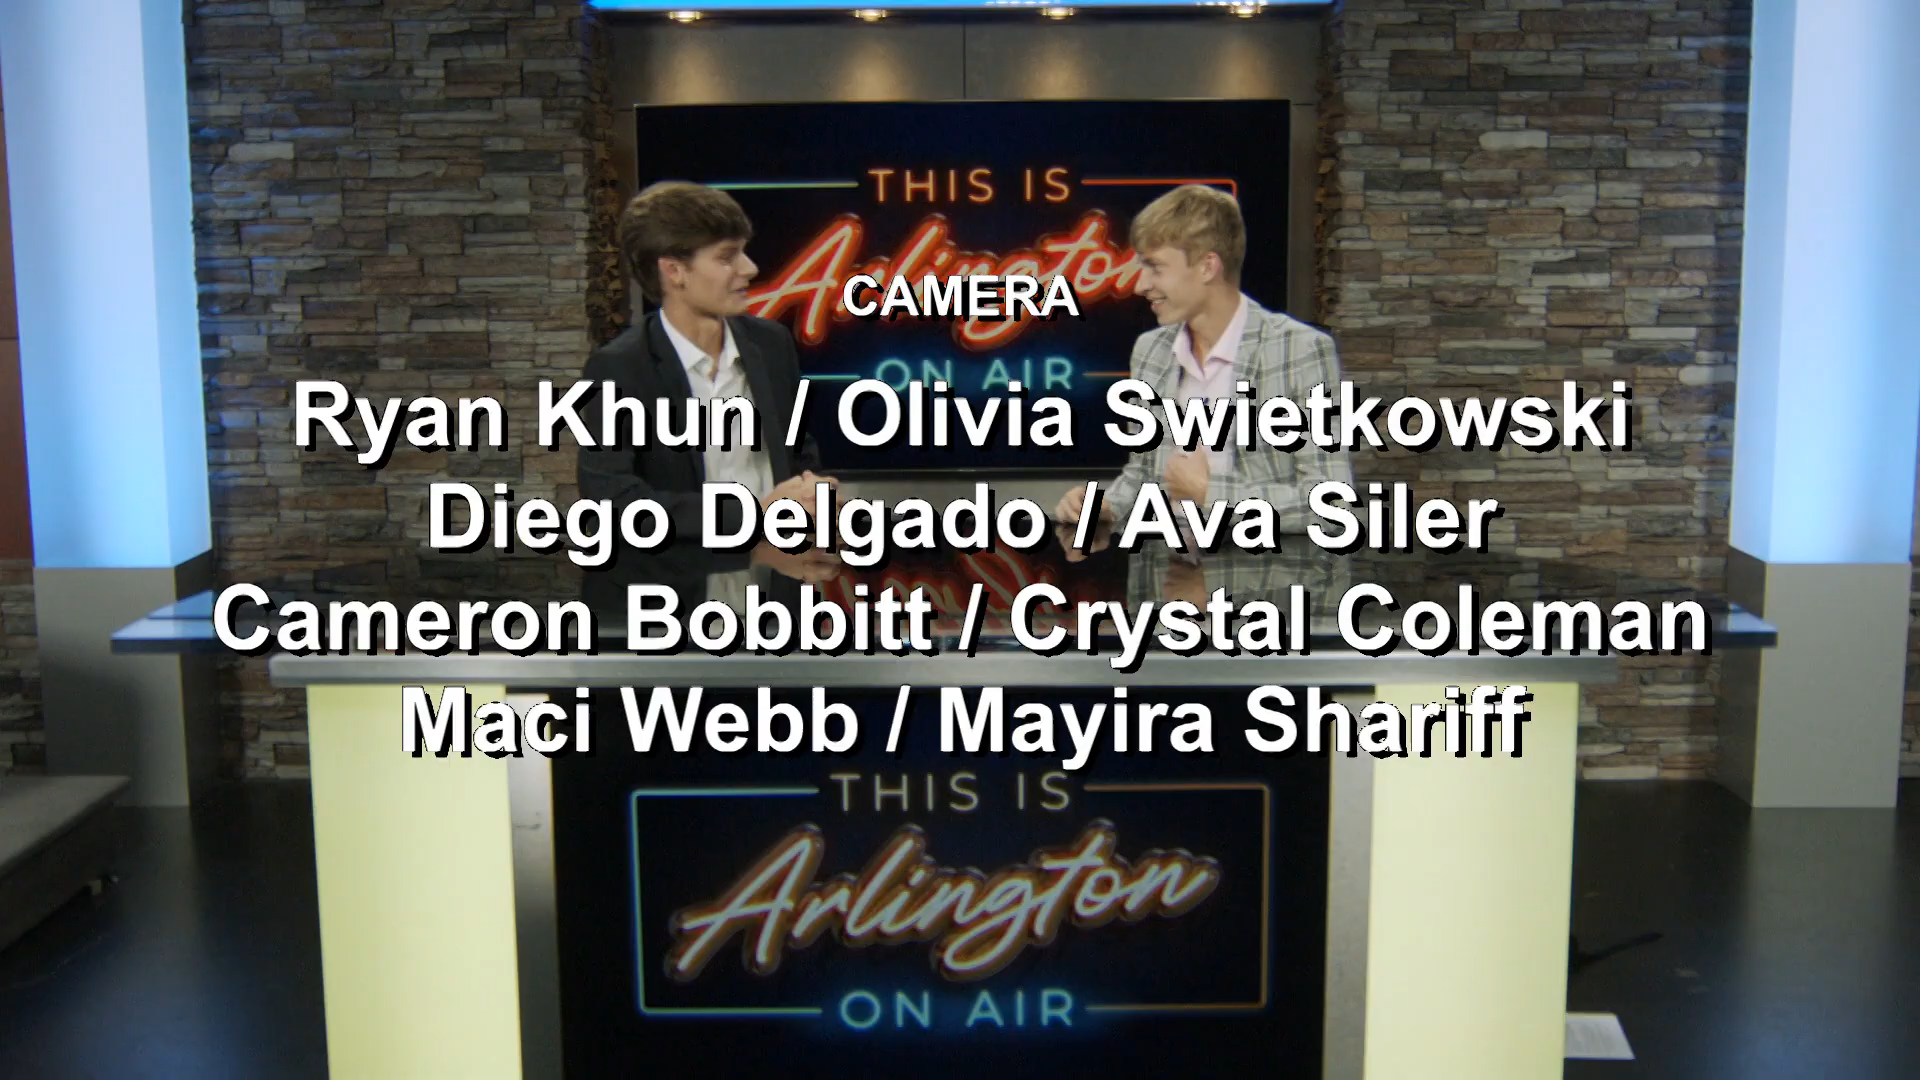 THIS IS
Arlington
CAMERA
ON AIR
Ryan Khun / Olivia Swietkowski
Diego Delgado / Ava Siler
Cameron Bobbitt / Crystal Coleman
Maci Webb / Mayira Shariff
THIS IS
Arlington
ON AIR